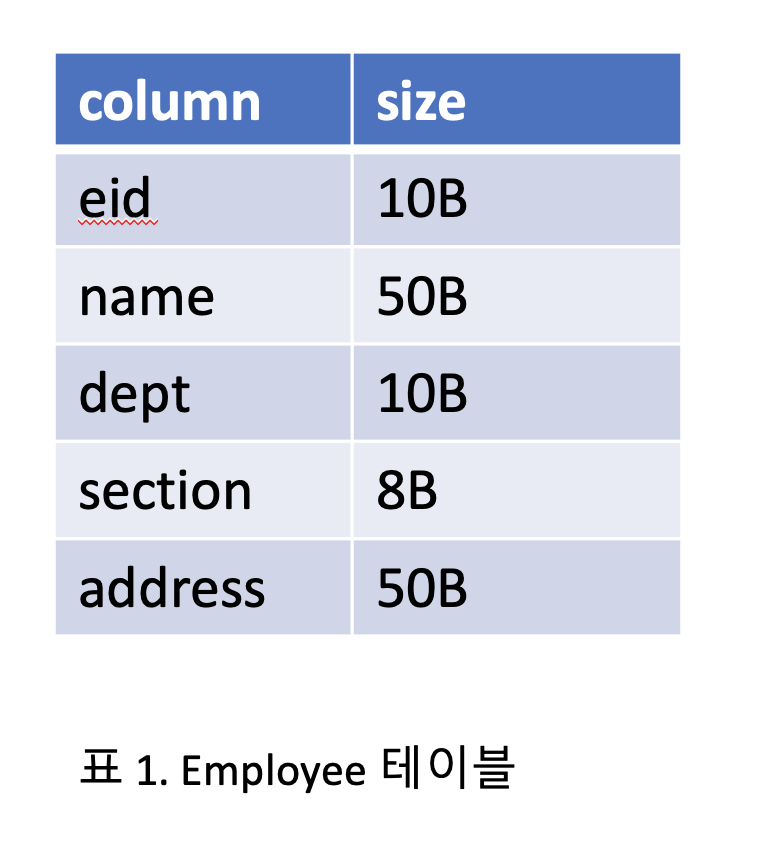 column size
eid 10B
name 50B
dept 10B
section 8B
address 50B
표 1. Employee 테이블